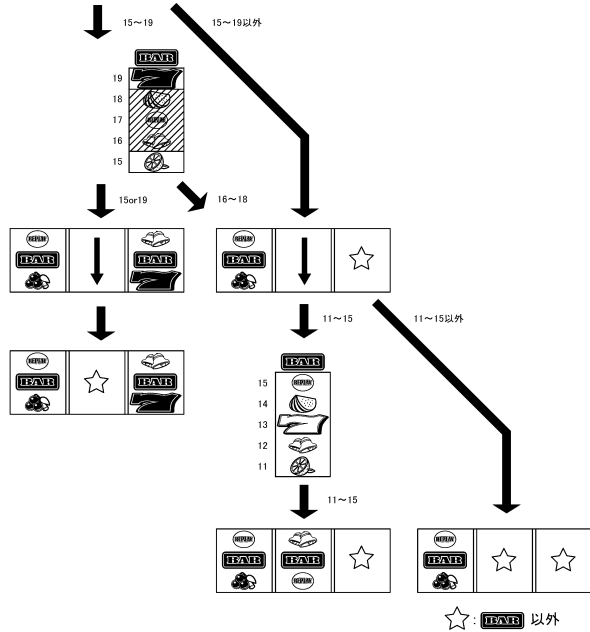 15～19
15～19以外
BAR
19
18
17
REPLAY
16
15
15or19
16～18
REPLAY
BAR
BAR
REPLAY
BAR
11～15
11～15以外
REPLAY
BAR
BAR
BAR
15
REPLAY
14
13
12
11
11～15
REPLAY
BAR
BAR
REPLAY
REPLAY
BAR
☆：BAR 以外